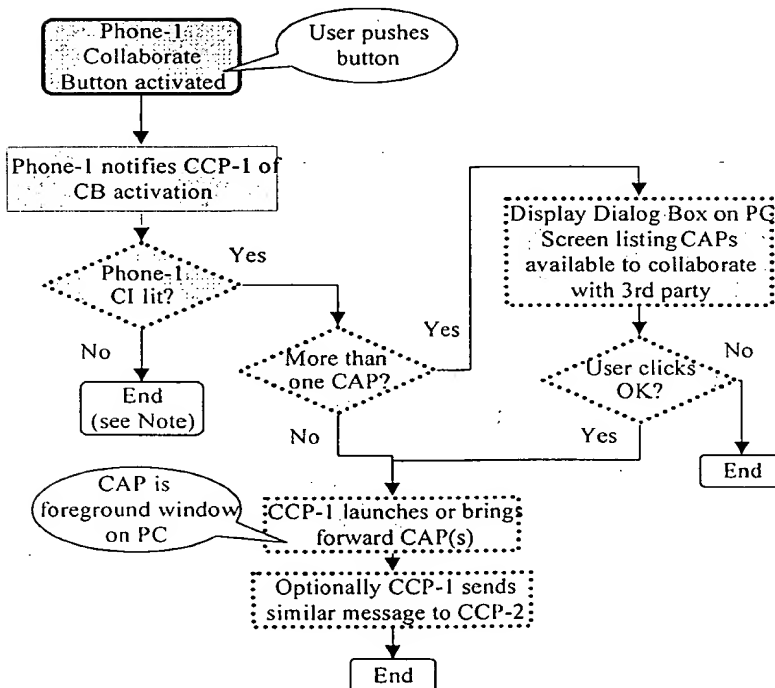 Phone-1
Collaborate
Button activated
User pushes
button
Phone-1 notifies CCP-1 of
CB activation
Phone-1
CI lit?
Yes
No
End
(see Note)
More than
one CAP?
Yes
No
Display Dialog Box on PC
Screen listing CAPs
available to collaborate
with 3rd party
User clicks
OK?
No
Yes
End
CAP is
foreground window
on PC
CCP-1 launches or brings
forward CAP(s)
Optionally CCP-1 sends
similar message to CCP-2
End